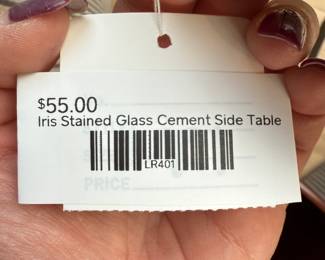 $55.00
Iris Stained Glass Cement Side Table
LR401
PRICE